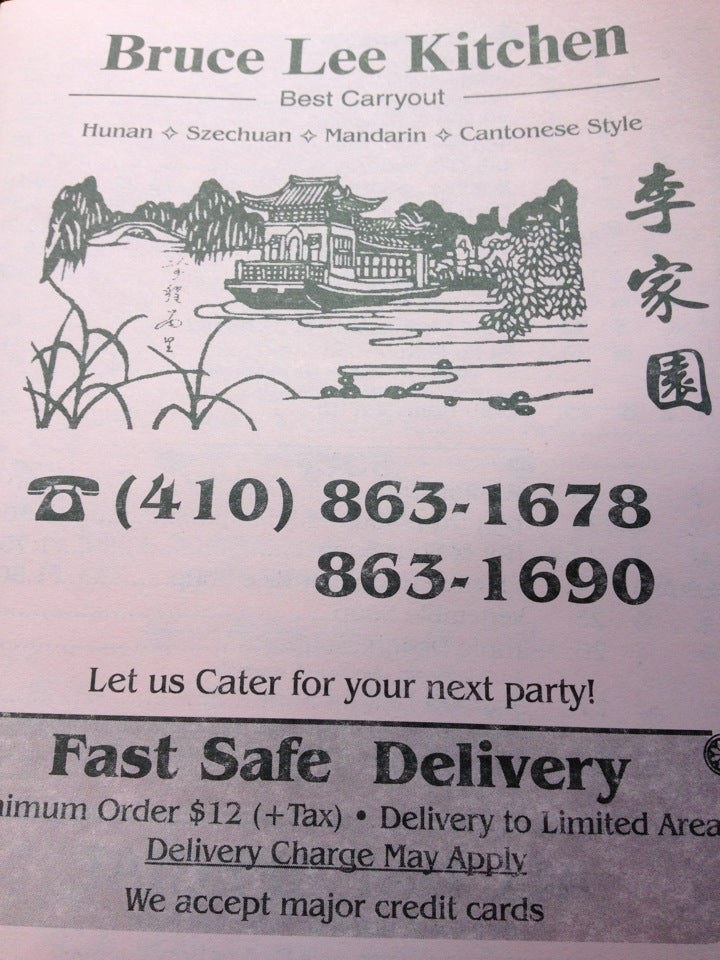 Bruce Lee Kitchen
Best Carryout
Hunan ✧ Szechuan ✧ Mandarin ✧ Cantonese Style
李家園
(410) 863-1678
863-1690
Let us Cater for your next party!
Fast Safe Delivery
nimum Order $12 (+Tax) • Delivery to Limited Area
Delivery Charge May Apply
We accept major credit cards